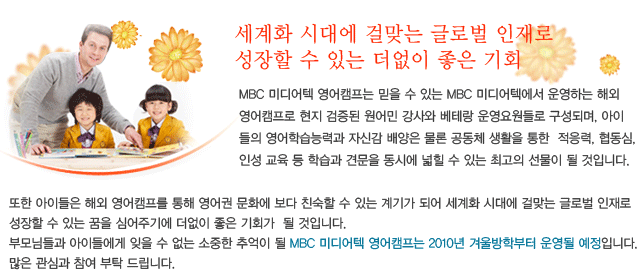 세계화 시대에 걸맞는 글로벌 인재로
성장할 수 있는 더없이 좋은 기회
MBC 미디어텍 영어캠프는 믿을 수 있는 MBC 미디어텍에서 운영하는 해외
영어캠프로 현지 검증된 원어민 강사와 베테랑 운영요원들로 구성되며, 아이
들의 영어학습능력과 자신감 배양은 물론 공동체 생활을 통한 적응력, 협동심,
인성 교육 등 학습과 견문을 동시에 넓힐 수 있는 최고의 선물이 될 것입니다.
또한 아이들은 해외 영어캠프를 통해 영어권 문화에 보다 친숙할 수 있는 계기가 되어 세계화 시대에 걸맞는 글로벌 인재로
성장할 수 있는 꿈을 심어주기에 더없이 좋은 기회가 될 것입니다.
부모님들과 아이들에게 잊을 수 없는 소중한 추억이 될 MBC 미디어텍 영어캠프는 2010년 겨울방학부터 운영될 예정입니다.
많은 관심과 참여 부탁 드립니다.